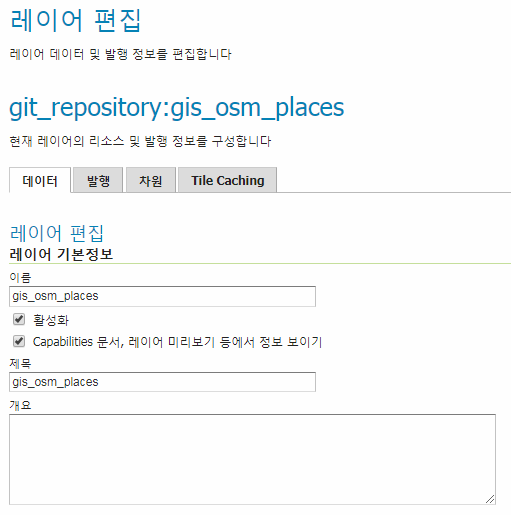 레이어 편집
레이어 데이터 및 발행 정보를 편집합니다
git_repository:gis_osm_places
현재 레이어의 리소스 및 발행 정보를 구성합니다
데이터 발행 차원 Tile Caching
레이어 편집
레이어 기본정보
이름
gis_osm_places
활성화
Capabilities 문서, 레이어 미리보기 등에서 정보 보이기
제목
gis_osm_places
개요